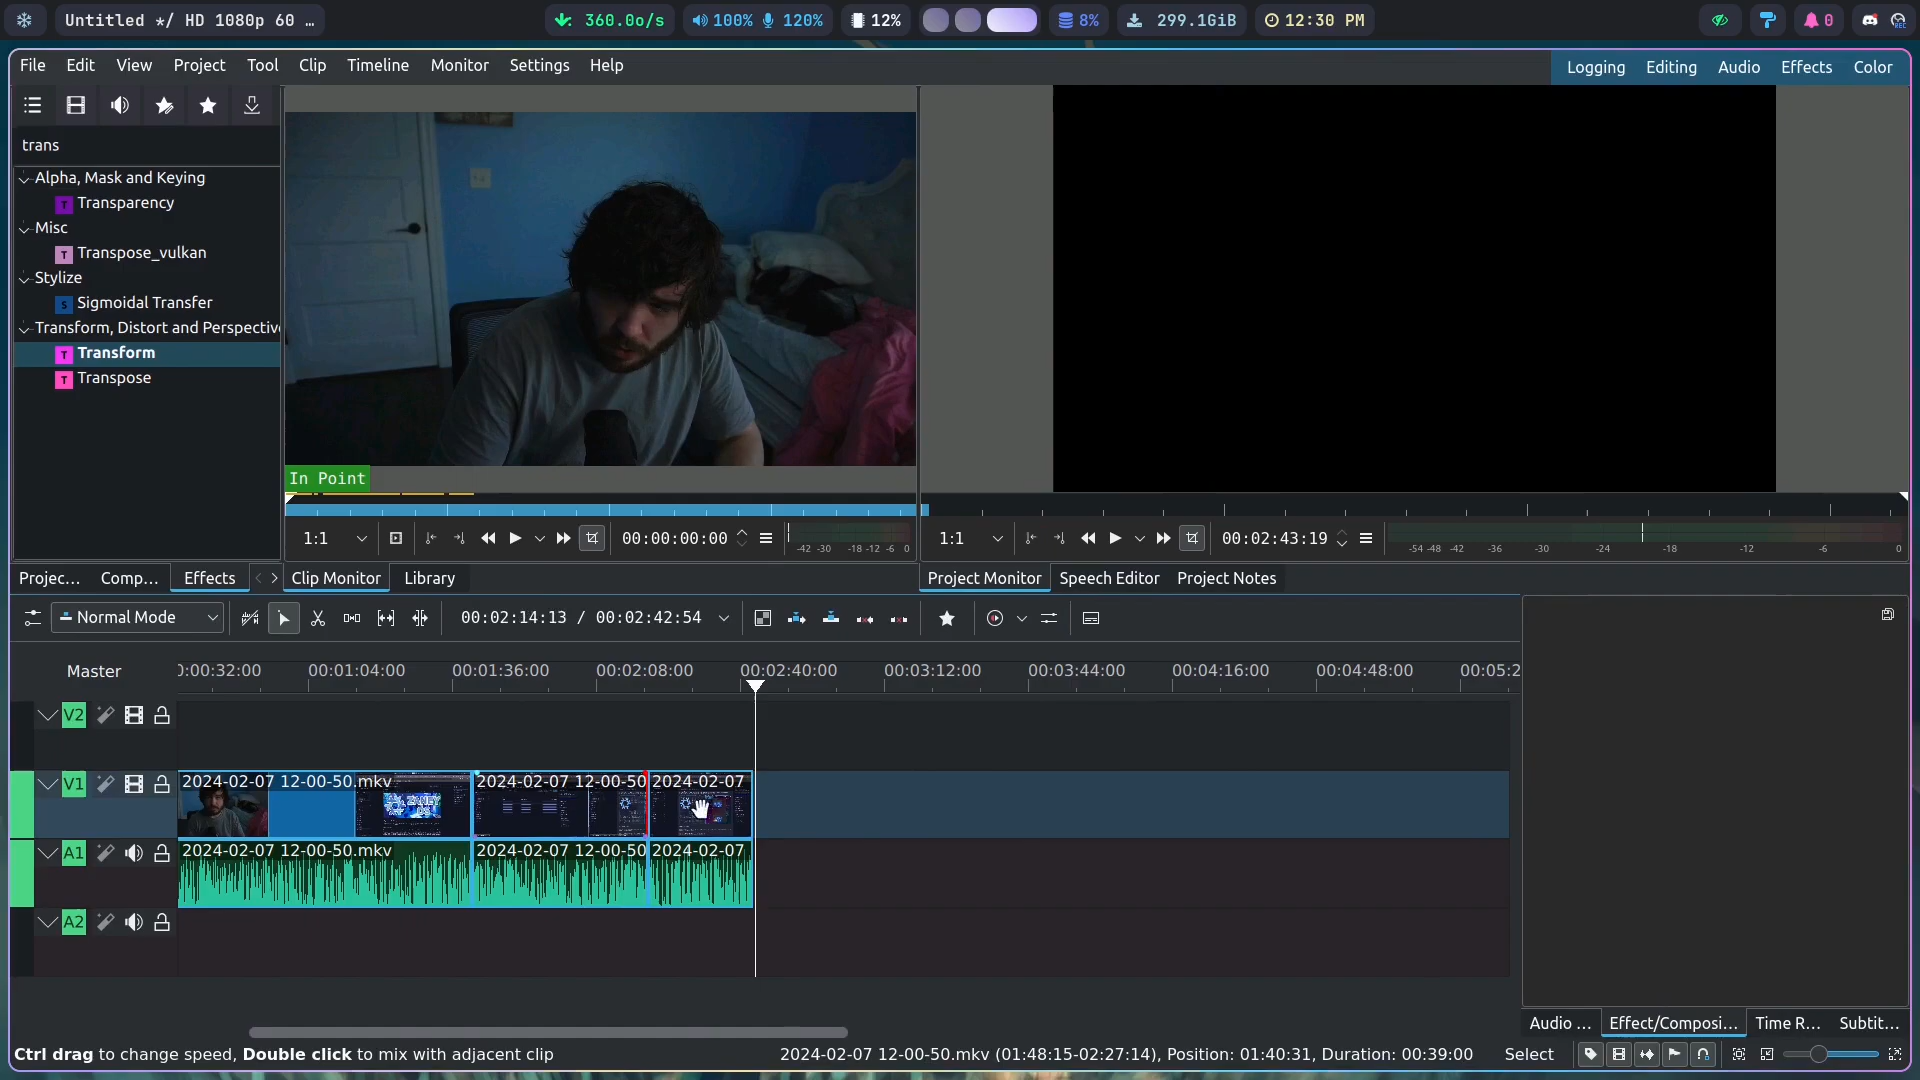 Untitled */ HD 1080p 60 …
360.0o/s
100% 120%
12%
8%
299.1GiB
12:30 PM
0
File Edit View Project Tool Clip Timeline Monitor Settings Help
Logging Editing Audio Effects Color
trans
Alpha, Mask and Keying
T Transparency
Misc
T Transpose_vulkan
Stylize
S Sigmoidal Transfer
Transform, Distort and Perspectiv
T Transform
T Transpose
In Point
1:1
00:00:00:00
-42 -30 -18 -12 -6 0
1:1
00:02:43:19
-54 -48 -42 -36 -30 -24 -18 -12 -6 0
Projec… Comp… Effects
Clip Monitor Library
Project Monitor Speech Editor Project Notes
Normal Mode
00:02:14:13 / 00:02:42:54
Master
0:00:32:00 00:01:04:00 00:01:36:00 00:02:08:00 00:02:40:00 00:03:12:00 00:03:44:00 00:04:16:00 00:04:48:00 00:05:2
V2
V1
2024-02-07 12-00-50.mkv
2024-02-07 12-00-50
2024-02-07
A1
2024-02-07 12-00-50.mkv
2024-02-07 12-00-50
2024-02-07
A2
Audio … Effect/Composi… Time R… Subtit…
Ctrl drag to change speed, Double click to mix with adjacent clip
2024-02-07 12-00-50.mkv (01:48:15-02:27:14), Position: 01:40:31, Duration: 00:39:00
Select